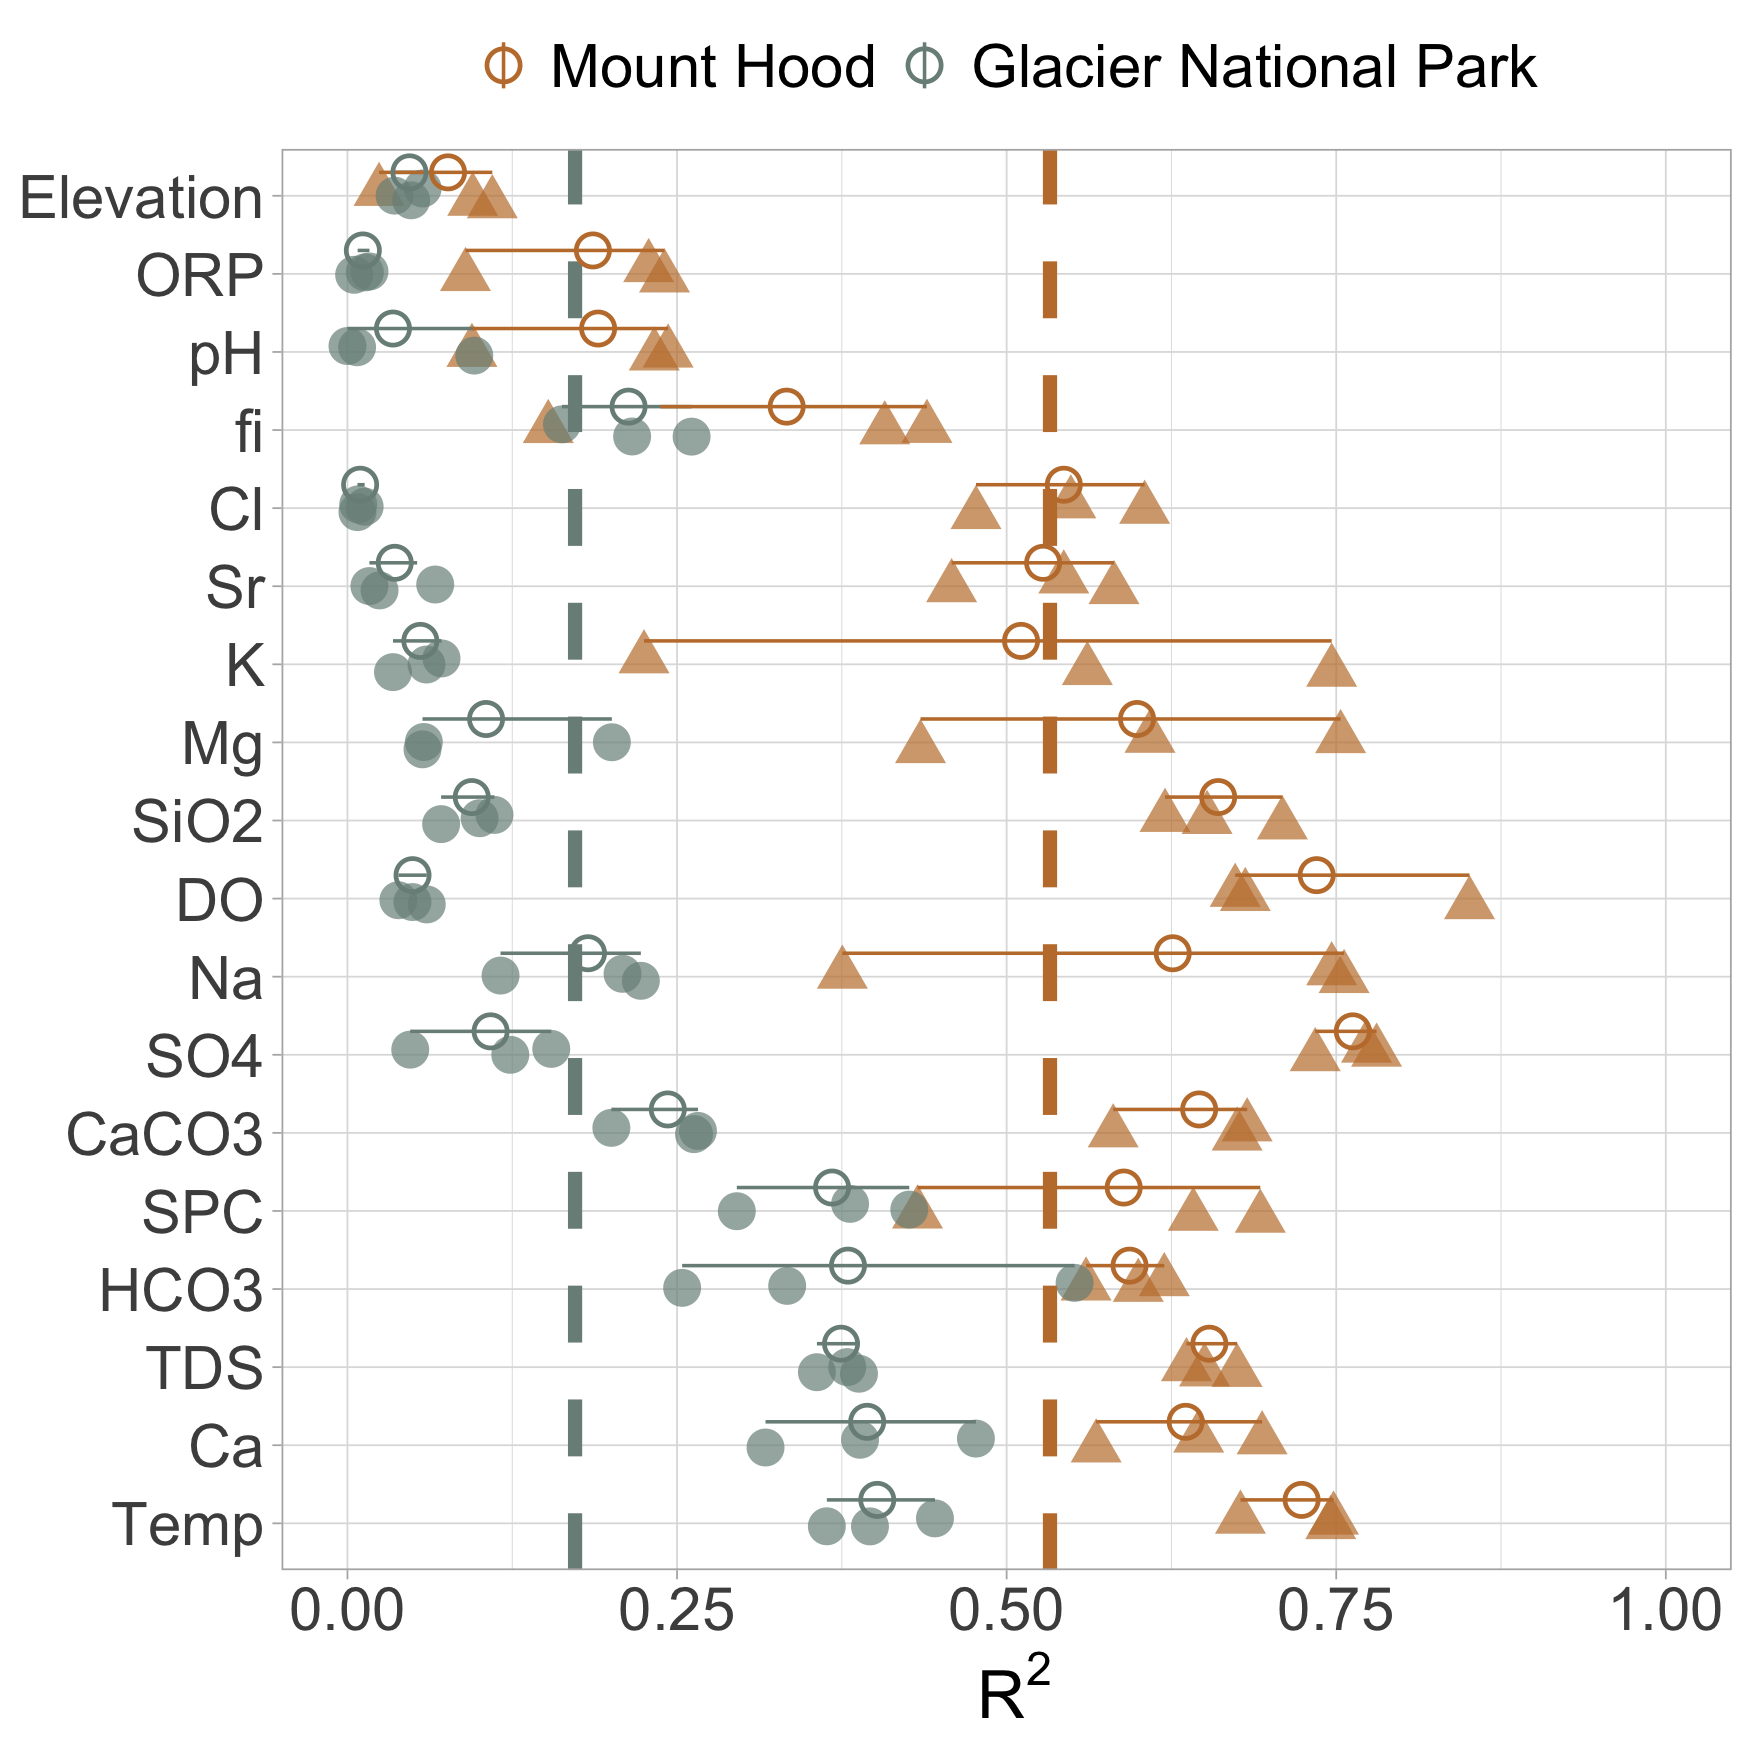 Mount Hood Glacier National Park
Elevation
ORP
pH
fi
Cl
Sr
K
Mg
SiO2
DO
Na
SO4
CaCO3
SPC
HCO3
TDS
Ca
Temp
0.00 0.25 0.50 0.75 1.00
R²